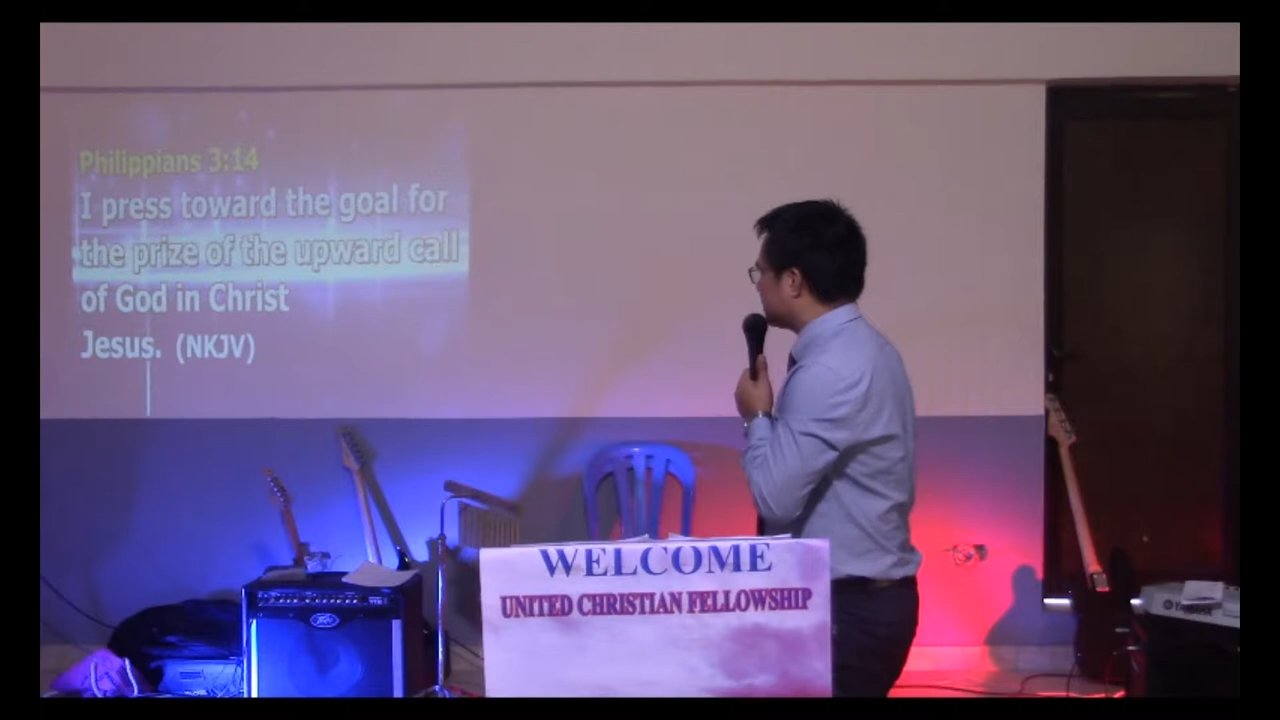 Philippians 3:14
I press toward the goal for
the prize of the upward call
of God in Christ
Jesus. (NKJV)
WELCOME
UNITED CHRISTIAN FELLOWSHIP
Peavey
YAMAHA